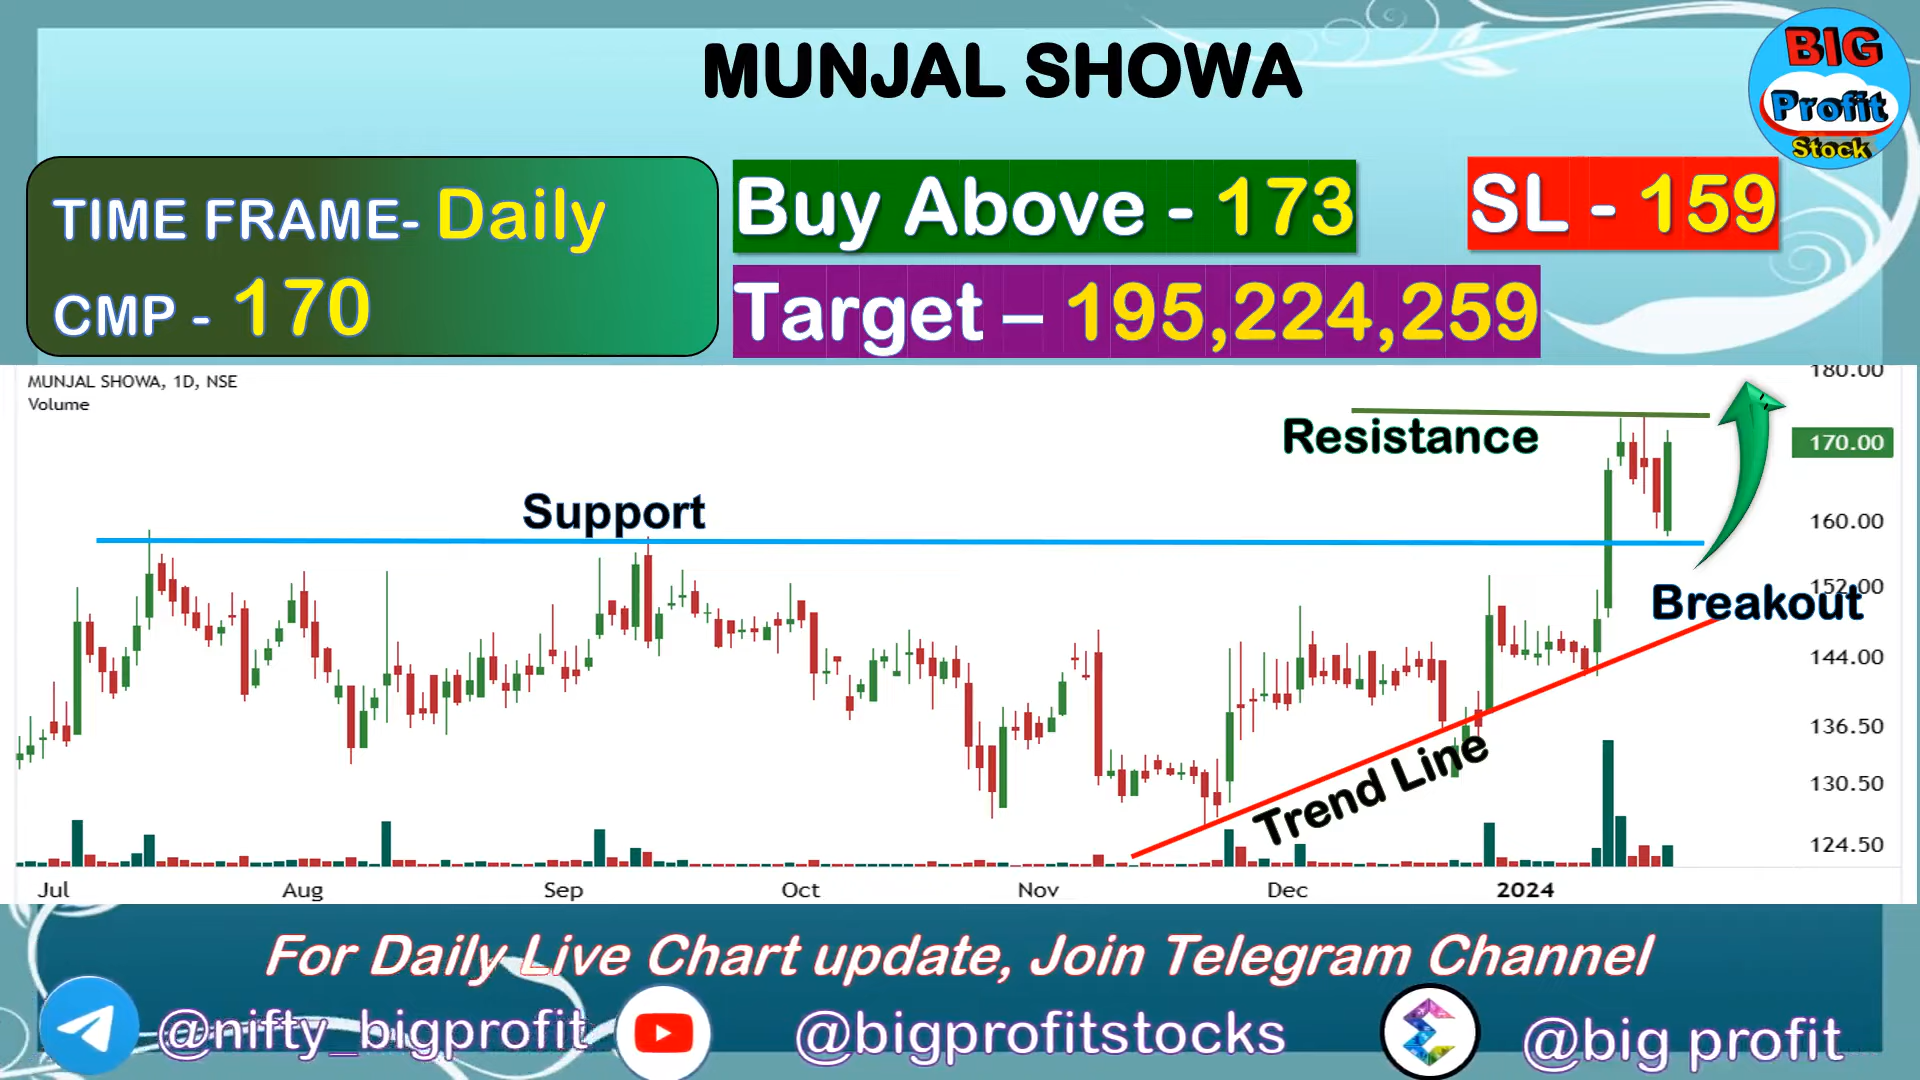 MUNJAL SHOWA
BIG
Profit
Stock
TIME FRAME- Daily
CMP - 170
Buy Above - 173
SL - 159
Target – 195,224,259
MUNJAL SHOWA, 1D, NSE
Volume
180.00
Resistance
170.00
Support
160.00
152.00
Breakout
144.00
136.50
Trend Line
130.50
124.50
Jul Aug Sep Oct Nov Dec 2024
For Daily Live Chart update, Join Telegram Channel
@nifty_bigprofit @bigprofitstocks @big profit